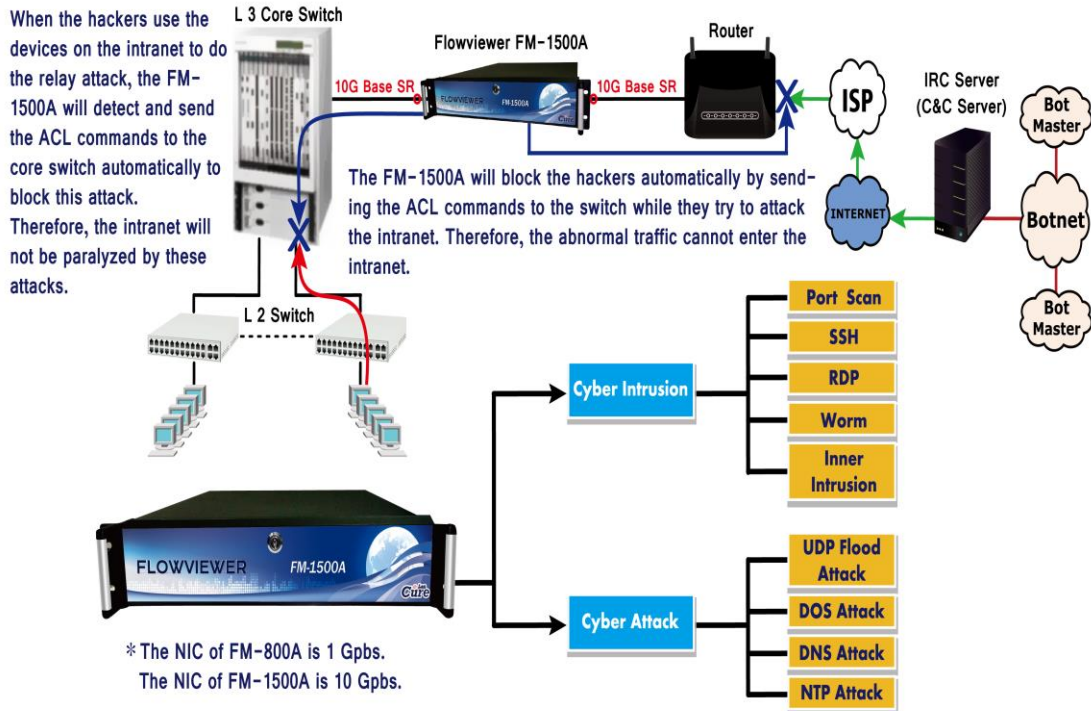 When the hackers use the
devices on the intranet to do
the relay attack, the FM-
1500A will detect and send
the ACL commands to the
core switch automatically to
block this attack.
Therefore, the intranet will
not be paralyzed by these
attacks.
L 3 Core Switch
Flowviewer FM-1500A
Router
10G Base SR
10G Base SR
FLOWVIEWER
FM-1500A
Cure
ISP
INTERNET
IRC Server
(C&C Server)
Bot
Master
Botnet
Bot
Master
The FM-1500A will block the hackers automatically by send-
ing the ACL commands to the switch while they try to attack
the intranet. Therefore, the abnormal traffic cannot enter the
intranet.
L 2 Switch
Cyber Intrusion
Port Scan
SSH
RDP
Worm
Inner
Intrusion
FLOWVIEWER
FM-1500A
Cure
Cyber Attack
UDP Flood
Attack
DOS Attack
DNS Attack
NTP Attack
* The NIC of FM-800A is 1 Gpbs.
The NIC of FM-1500A is 10 Gpbs.